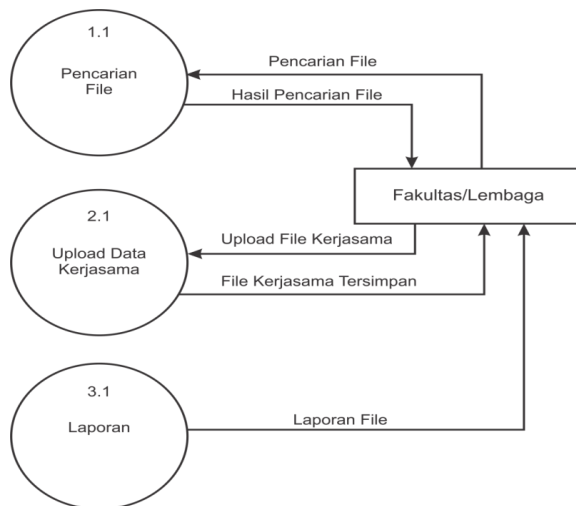 1.1
Pencarian
File
Pencarian File
Hasil Pencarian File
Fakultas/Lembaga
2.1
Upload Data
Kerjasama
Upload File Kerjasama
File Kerjasama Tersimpan
3.1
Laporan
Laporan File